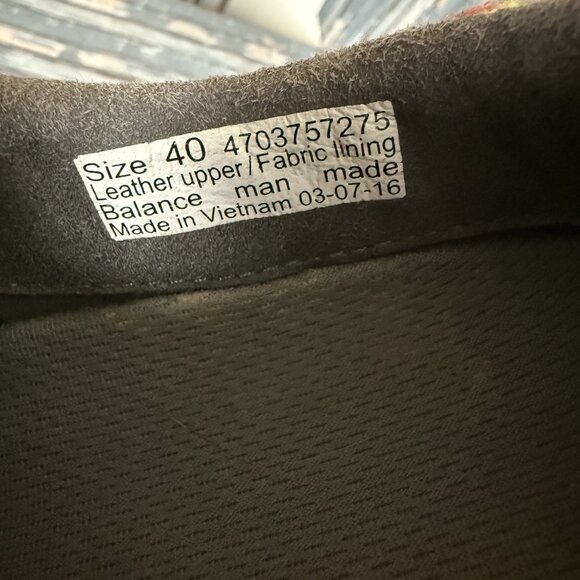 Size 40 4703757275
Leather upper/Fabric lining
Balance man made
Made in Vietnam 03-07-16